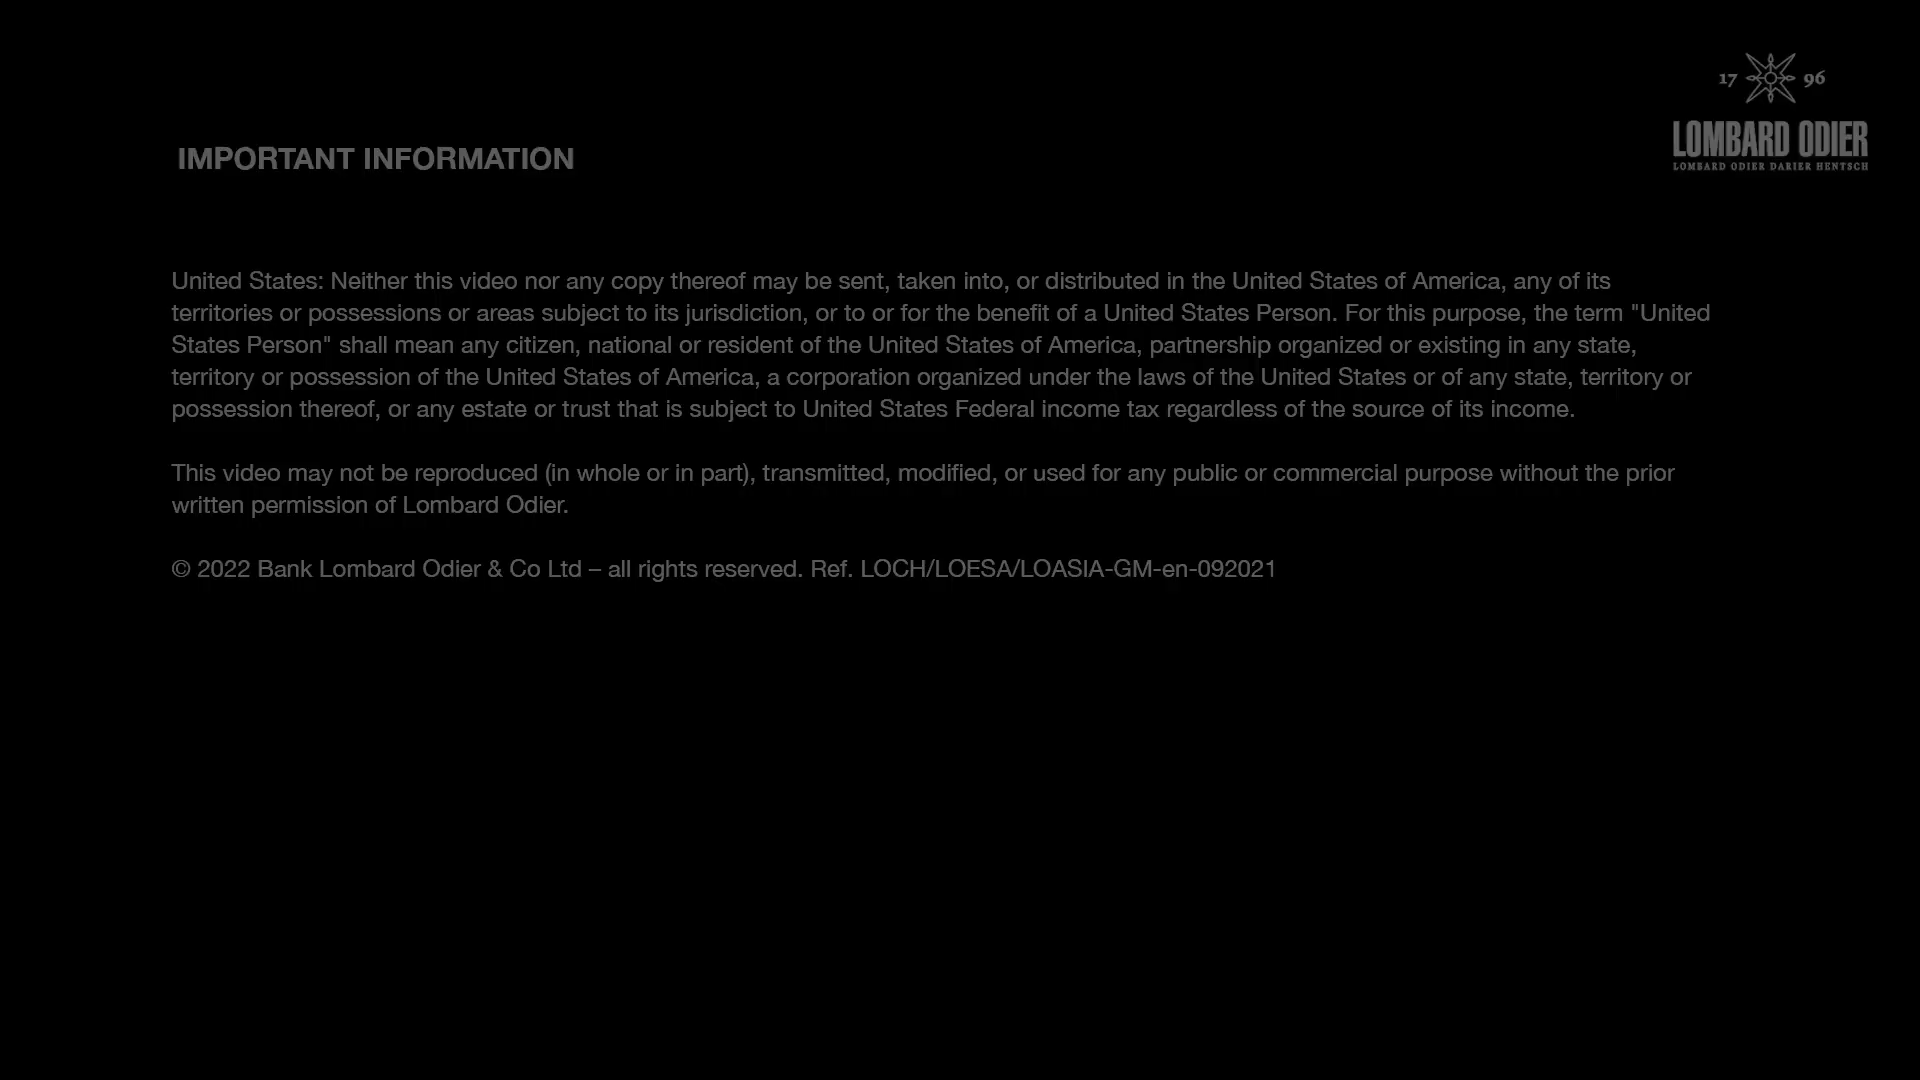 17 96
LOMBARD ODIER
LOMBARD ODIER DARIER HENTSCH
IMPORTANT INFORMATION
United States: Neither this video nor any copy thereof may be sent, taken into, or distributed in the United States of America, any of its
territories or possessions or areas subject to its jurisdiction, or to or for the benefit of a United States Person. For this purpose, the term "United
States Person" shall mean any citizen, national or resident of the United States of America, partnership organized or existing in any state,
territory or possession of the United States of America, a corporation organized under the laws of the United States or of any state, territory or
possession thereof, or any estate or trust that is subject to United States Federal income tax regardless of the source of its income.
This video may not be reproduced (in whole or in part), transmitted, modified, or used for any public or commercial purpose without the prior
written permission of Lombard Odier.
© 2022 Bank Lombard Odier & Co Ltd – all rights reserved. Ref. LOCH/LOESA/LOASIA-GM-en-092021